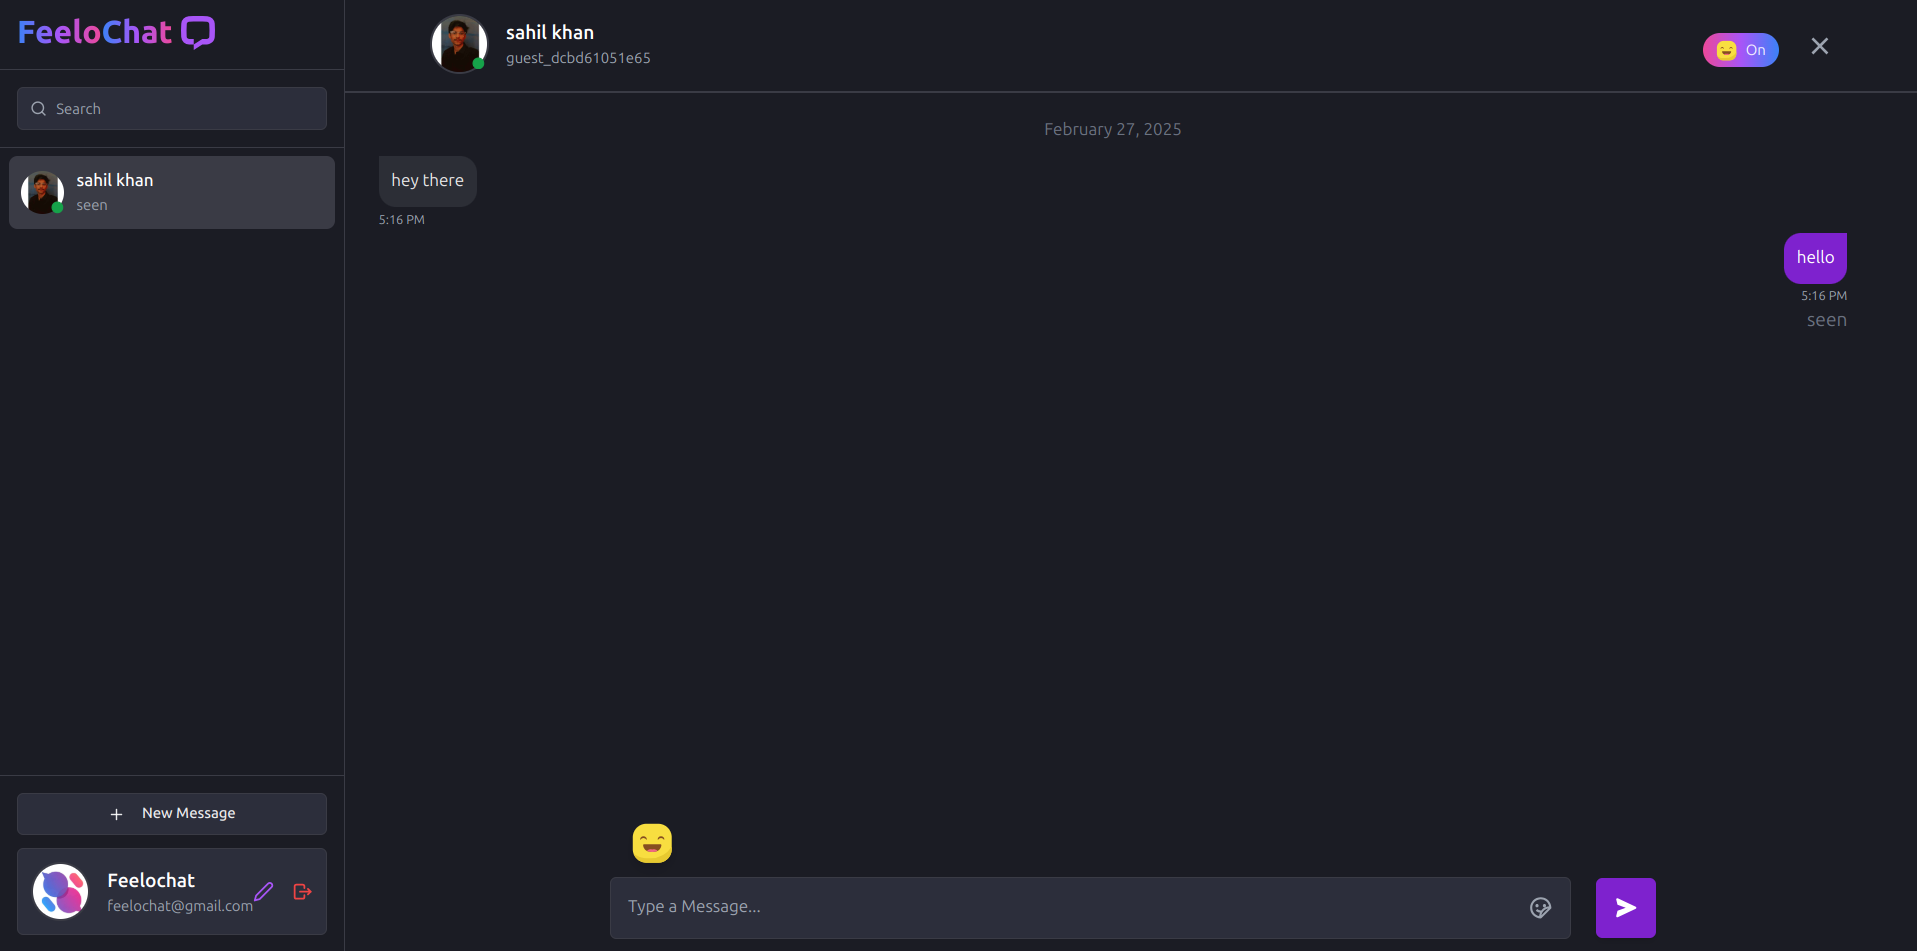 FeeloChat
Search
sahil khan
seen
New Message
Feelochat
feelochat@gmail.com
sahil khan
guest_dcbd61051e65
On
February 27, 2025
hey there
5:16 PM
hello
5:16 PM
seen
Type a Message...